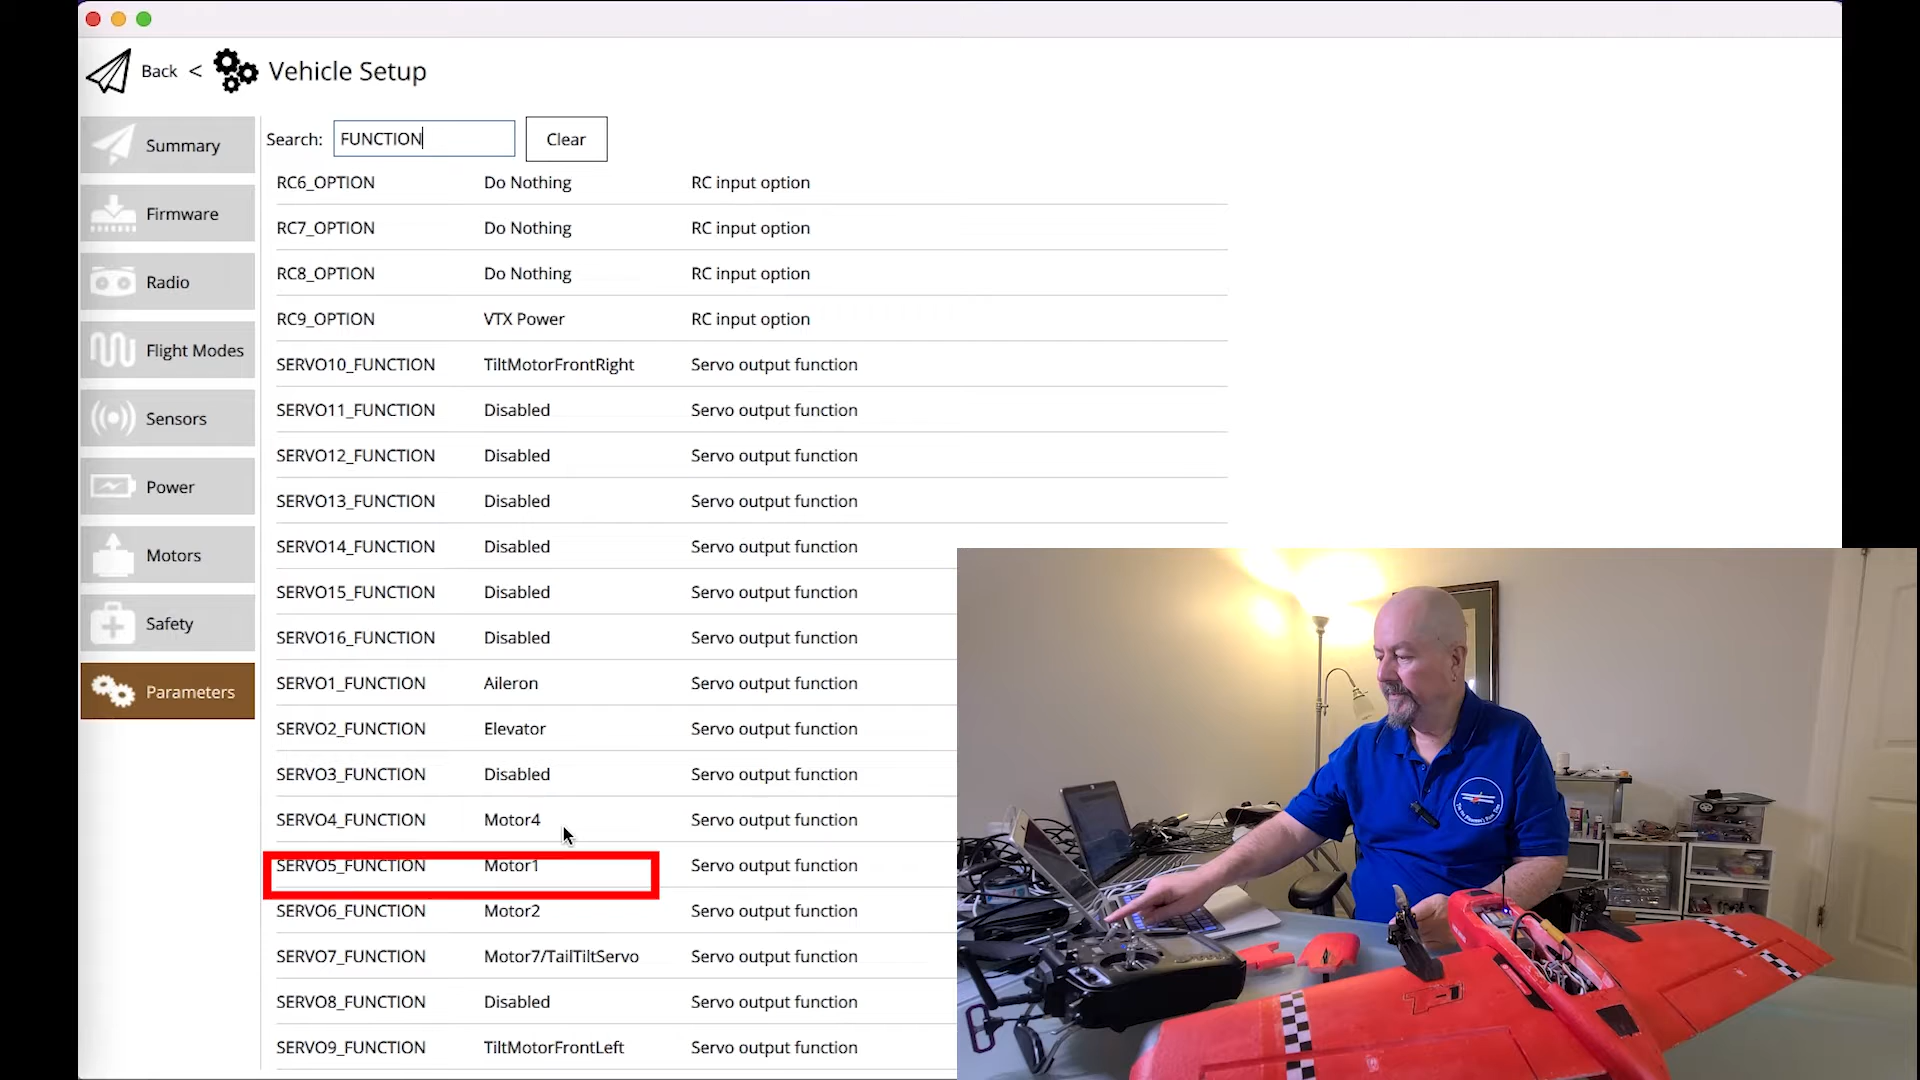 Back < Vehicle Setup
Summary
Firmware
Radio
Flight Modes
Sensors
Power
Motors
Safety
Parameters
Search: FUNCTION Clear
RC6_OPTION Do Nothing RC input option
RC7_OPTION Do Nothing RC input option
RC8_OPTION Do Nothing RC input option
RC9_OPTION VTX Power RC input option
SERVO10_FUNCTION TiltMotorFrontRight Servo output function
SERVO11_FUNCTION Disabled Servo output function
SERVO12_FUNCTION Disabled Servo output function
SERVO13_FUNCTION Disabled Servo output function
SERVO14_FUNCTION Disabled Servo output function
SERVO15_FUNCTION Disabled Servo output function
SERVO16_FUNCTION Disabled Servo output function
SERVO1_FUNCTION Aileron Servo output function
SERVO2_FUNCTION Elevator Servo output function
SERVO3_FUNCTION Disabled Servo output function
SERVO4_FUNCTION Motor4 Servo output function
SERVO5_FUNCTION Motor1 Servo output function
SERVO6_FUNCTION Motor2 Servo output function
SERVO7_FUNCTION Motor7/TailTiltServo Servo output function
SERVO8_FUNCTION Disabled Servo output function
SERVO9_FUNCTION TiltMotorFrontLeft Servo output function